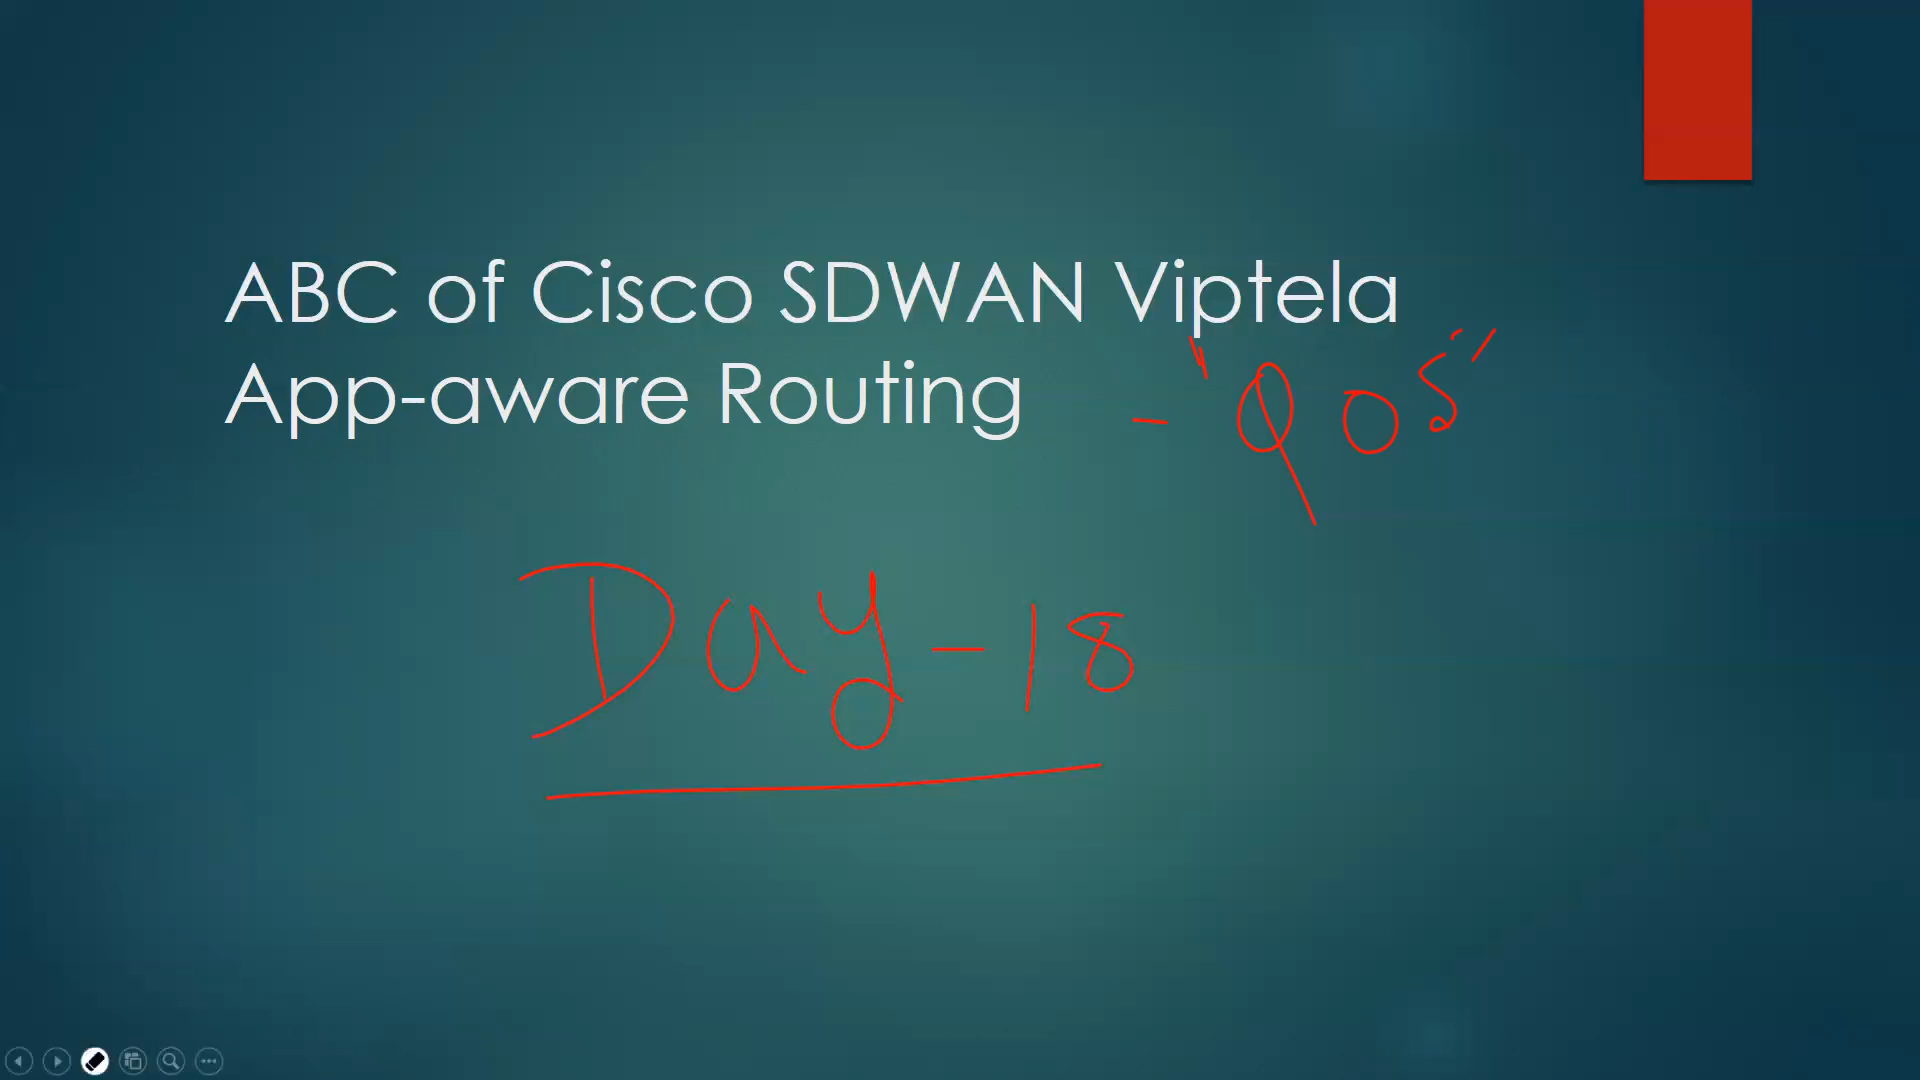 ABC of Cisco SDWAN Viptela
App-aware Routing - "QoS"
Day-18